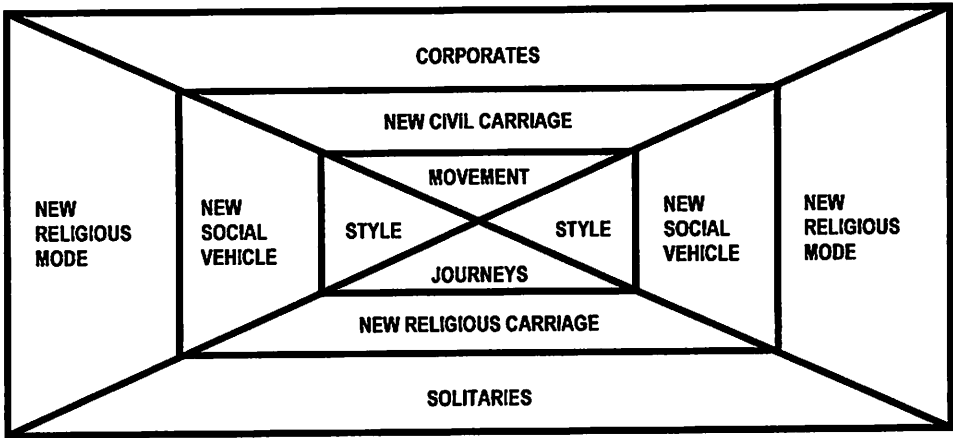 CORPORATES
NEW CIVIL CARRIAGE
MOVEMENT
NEW
RELIGIOUS
MODE
NEW
SOCIAL
VEHICLE
STYLE
STYLE
NEW
SOCIAL
VEHICLE
NEW
RELIGIOUS
MODE
JOURNEYS
NEW RELIGIOUS CARRIAGE
SOLITARIES